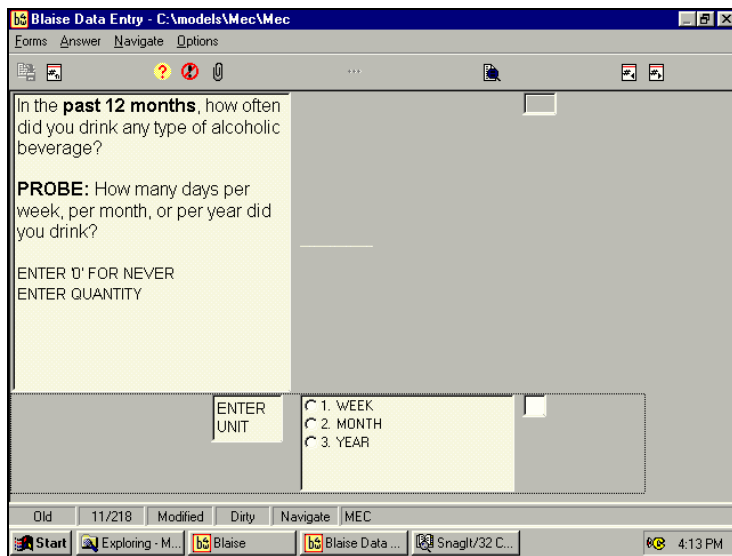 Blaise Data Entry - C:\models\Mec\Mec
Forms Answer Navigate Options
In the past 12 months, how often
did you drink any type of alcoholic
beverage?
PROBE: How many days per
week, per month, or per year did
you drink?
ENTER '0' FOR NEVER
ENTER QUANTITY
ENTER
UNIT
1. WEEK
2. MONTH
3. YEAR
Old 11/218 Modified Dirty Navigate MEC
Start Exploring - M... Blaise Blaise Data ... SnagIt/32 C... 4:13 PM